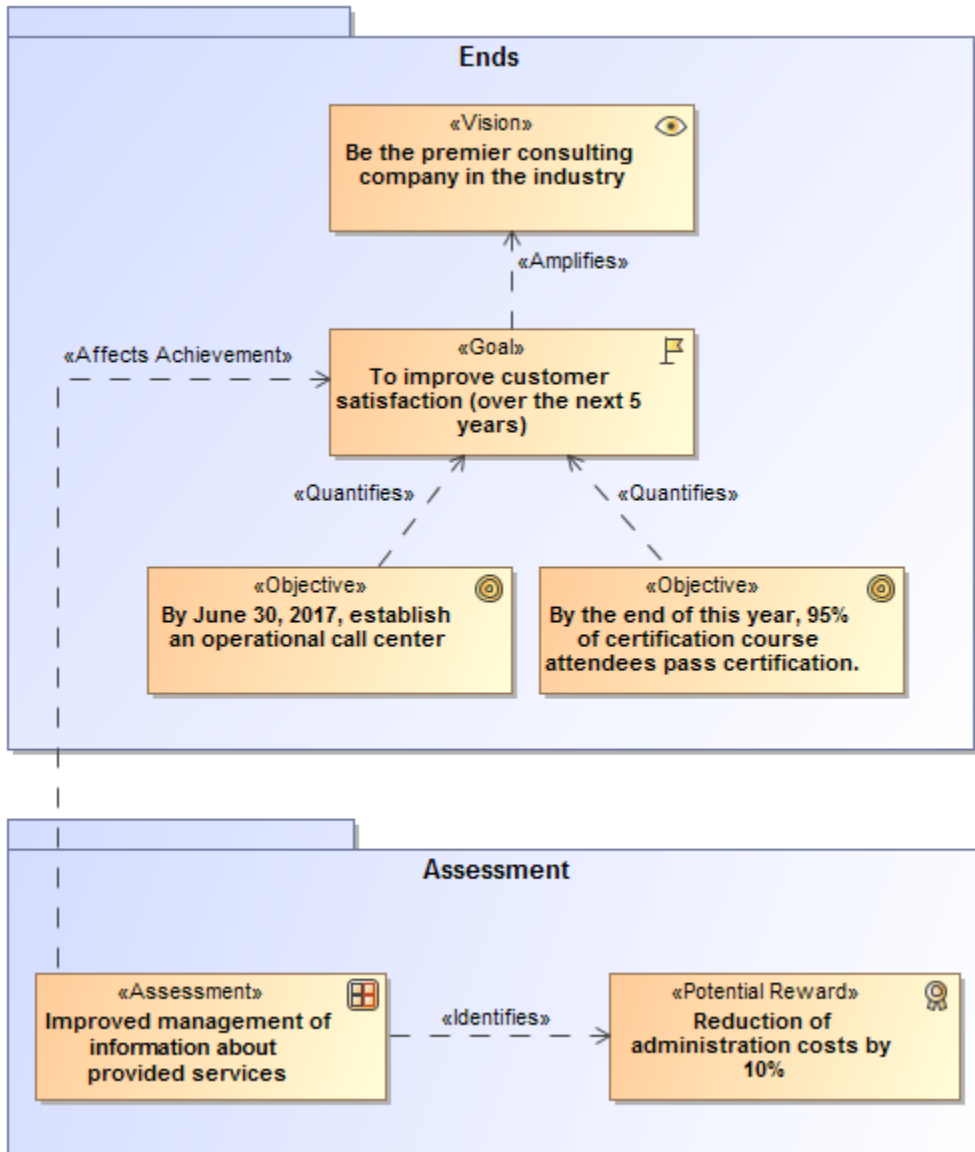 Ends
«Vision»
Be the premier consulting
company in the industry
«Amplifies»
«Affects Achievement»
«Goal»
To improve customer
satisfaction (over the next 5
years)
«Quantifies»
«Quantifies»
«Objective»
By June 30, 2017, establish
an operational call center
«Objective»
By the end of this year, 95%
of certification course
attendees pass certification.
Assessment
«Assessment»
Improved management of
information about
provided services
«Identifies»
«Potential Reward»
Reduction of
administration costs by
10%